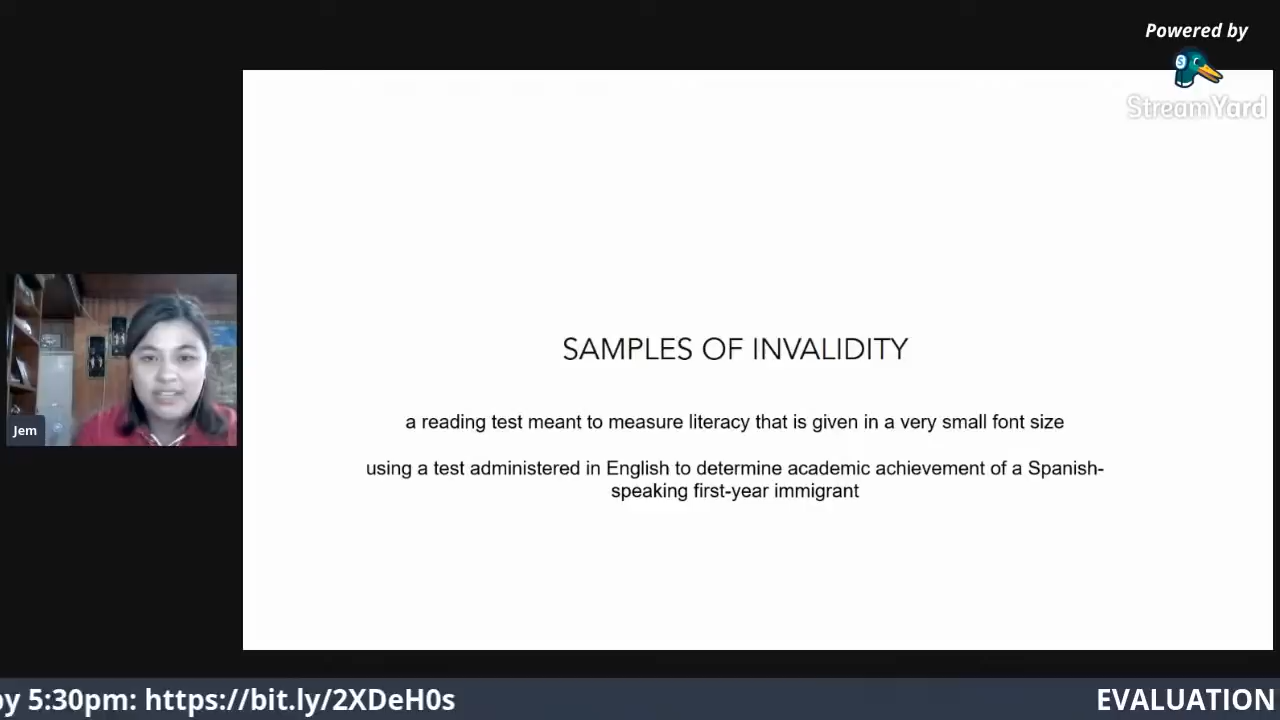 Powered by
StreamYard
SAMPLES OF INVALIDITY
a reading test meant to measure literacy that is given in a very small font size
using a test administered in English to determine academic achievement of a Spanish-
speaking first-year immigrant
Jem
by 5:30pm: https://bit.ly/2XDeH0s
EVALUATION